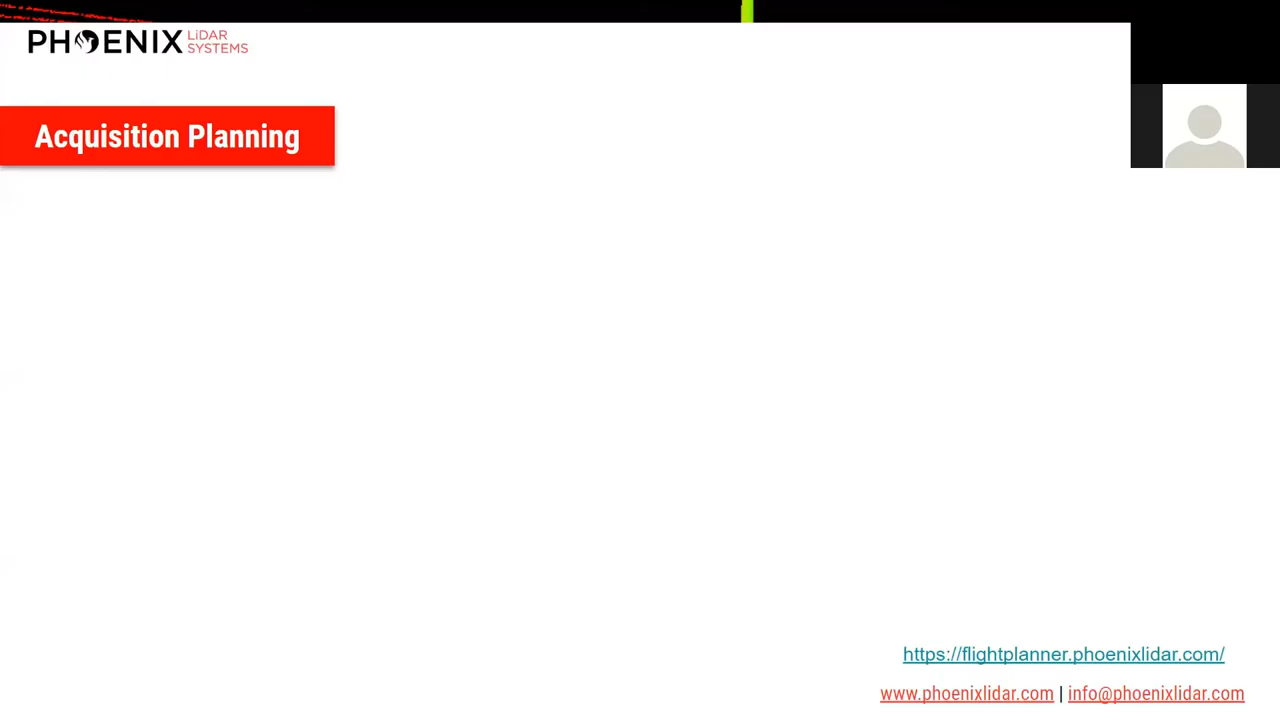 PHOENIX LiDAR SYSTEMS
Acquisition Planning
https://flightplanner.phoenixlidar.com/
www.phoenixlidar.com | info@phoenixlidar.com